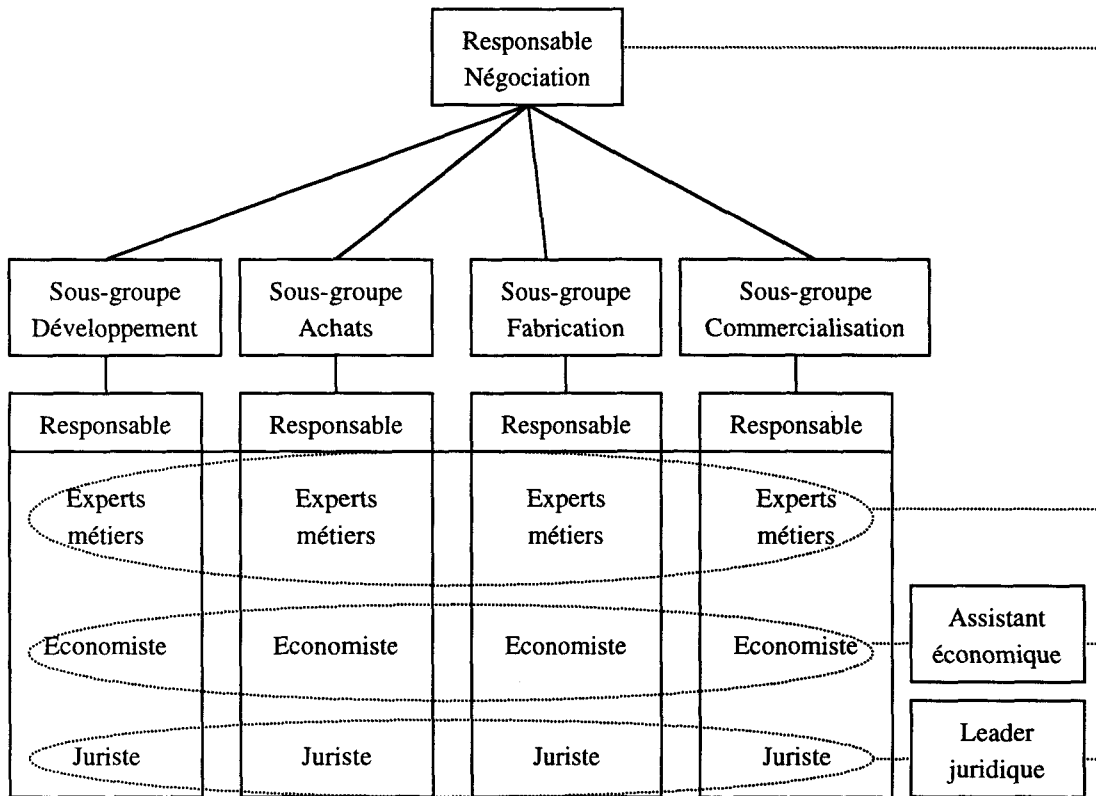 Responsable
Négociation
Sous-groupe
Développement
Sous-groupe
Achats
Sous-groupe
Fabrication
Sous-groupe
Commercialisation
Responsable
Responsable
Responsable
Responsable
Experts
métiers
Experts
métiers
Experts
métiers
Experts
métiers
Economiste
Economiste
Economiste
Economiste
Assistant
économique
Juriste
Juriste
Juriste
Juriste
Leader
juridique